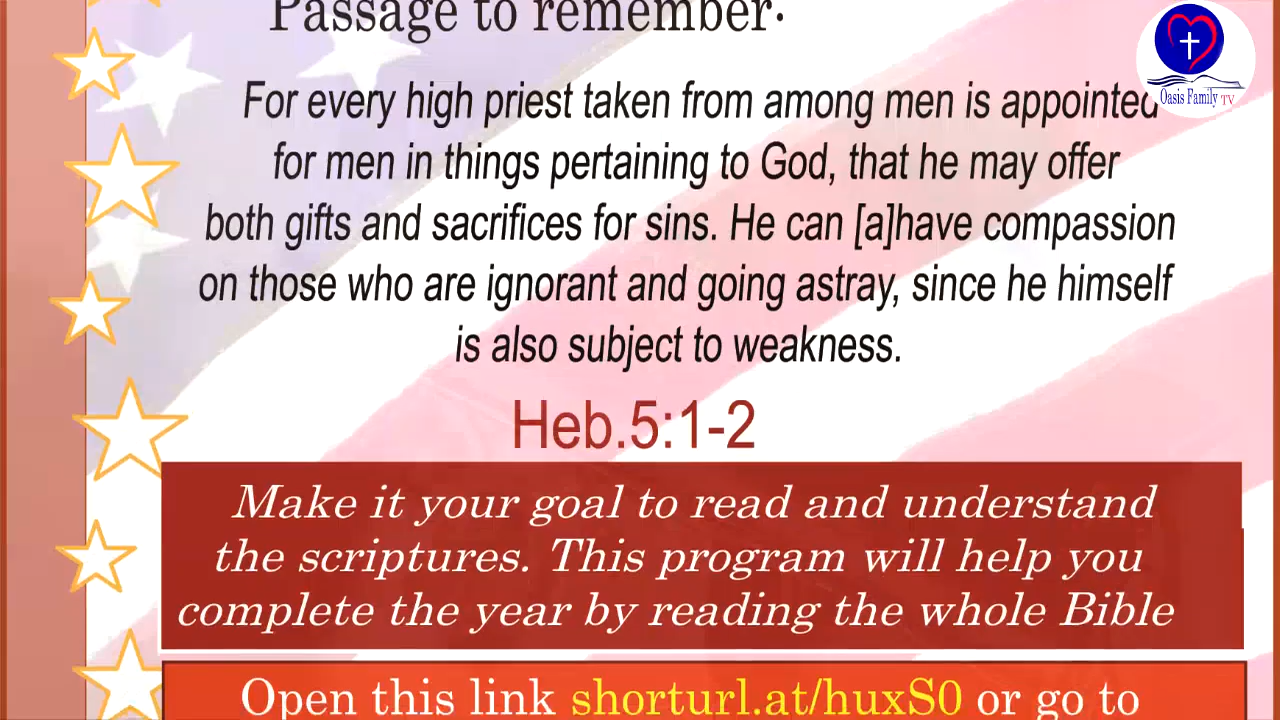 Passage to remember.
Oasis Family TV
For every high priest taken from among men is appointed
for men in things pertaining to God, that he may offer
both gifts and sacrifices for sins. He can [a]have compassion
on those who are ignorant and going astray, since he himself
is also subject to weakness.
Heb.5:1-2
Make it your goal to read and understand
the scriptures. This program will help you
complete the year by reading the whole Bible
Open this link shorturl.at/huxS0 or go to